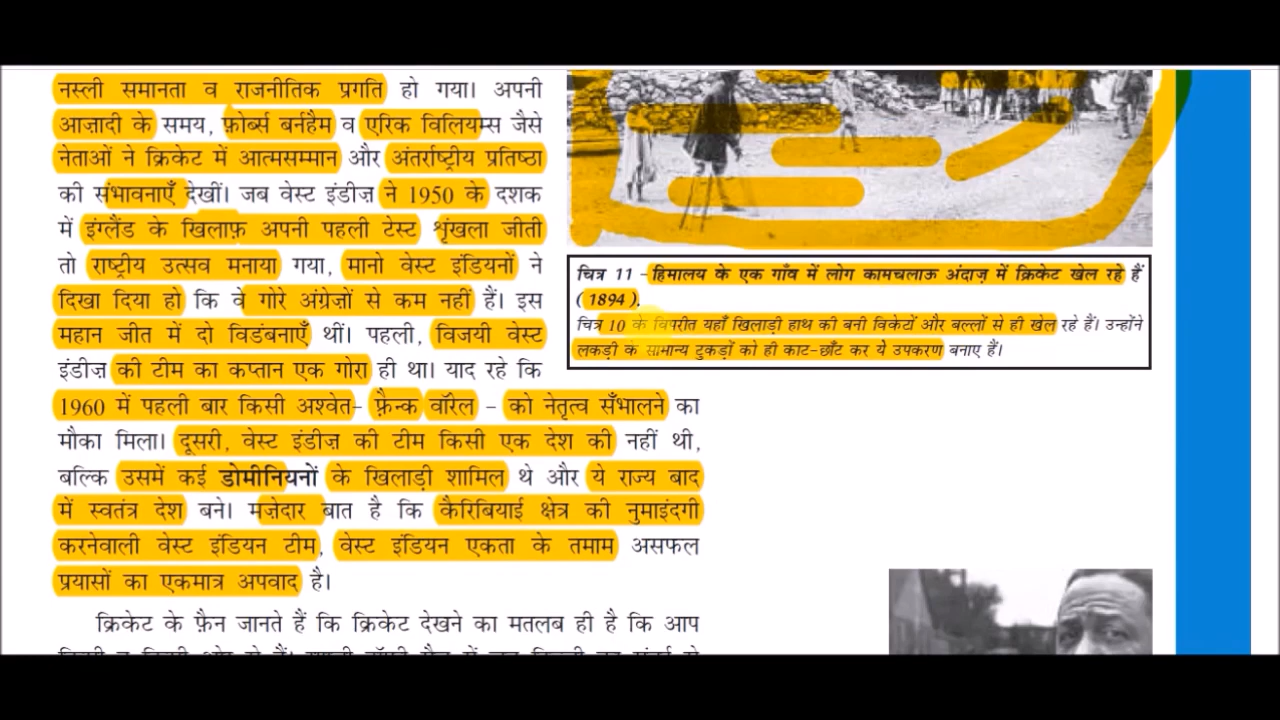 नस्ली समानता व राजनीतिक प्रगति हो गया। अपनी
आज़ादी के समय, फ़ोर्ब्स बर्नहैम व एरिक विलियम्स जैसे
नेताओं ने क्रिकेट में आत्मसम्मान और अंतर्राष्ट्रीय प्रतिष्ठा
की संभावनाएँ देखीं। जब वेस्ट इंडीज़ ने 1950 के दशक
में इंग्लैंड के खिलाफ़ अपनी पहली टेस्ट शृंखला जीती
तो राष्ट्रीय उत्सव मनाया गया, मानो वेस्ट इंडियनों ने
दिखा दिया हो कि वे गोरे अंग्रेज़ों से कम नहीं हैं। इस
महान जीत में दो विडंबनाएँ थीं। पहली, विजयी वेस्ट
इंडीज़ की टीम का कप्तान एक गोरा ही था। याद रहे कि
1960 में पहली बार किसी अश्वेत– फ़्रैन्क वॉरेल – को नेतृत्व सँभालने का
मौका मिला। दूसरी, वेस्ट इंडीज़ की टीम किसी एक देश की नहीं थी,
बल्कि उसमें कई डोमीनियनों के खिलाड़ी शामिल थे और ये राज्य बाद
में स्वतंत्र देश बने। मज़ेदार बात है कि कैरिबियाई क्षेत्र की नुमाइंदगी
करनेवाली वेस्ट इंडियन टीम, वेस्ट इंडियन एकता के तमाम असफल
प्रयासों का एकमात्र अपवाद है।
क्रिकेट के फ़ैन जानते हैं कि क्रिकेट देखने का मतलब ही है कि आप
चित्र 11 – हिमालय के एक गाँव में लोग कामचलाऊ अंदाज़ में क्रिकेट खेल रहे हैं
(1894).
चित्र 10 के विपरीत यहाँ खिलाड़ी हाथ की बनी विकेटों और बल्लों से ही खेल रहे हैं। उन्होंने
लकड़ी के सामान्य टुकड़ों को ही काट-छाँट कर ये उपकरण बनाए हैं।